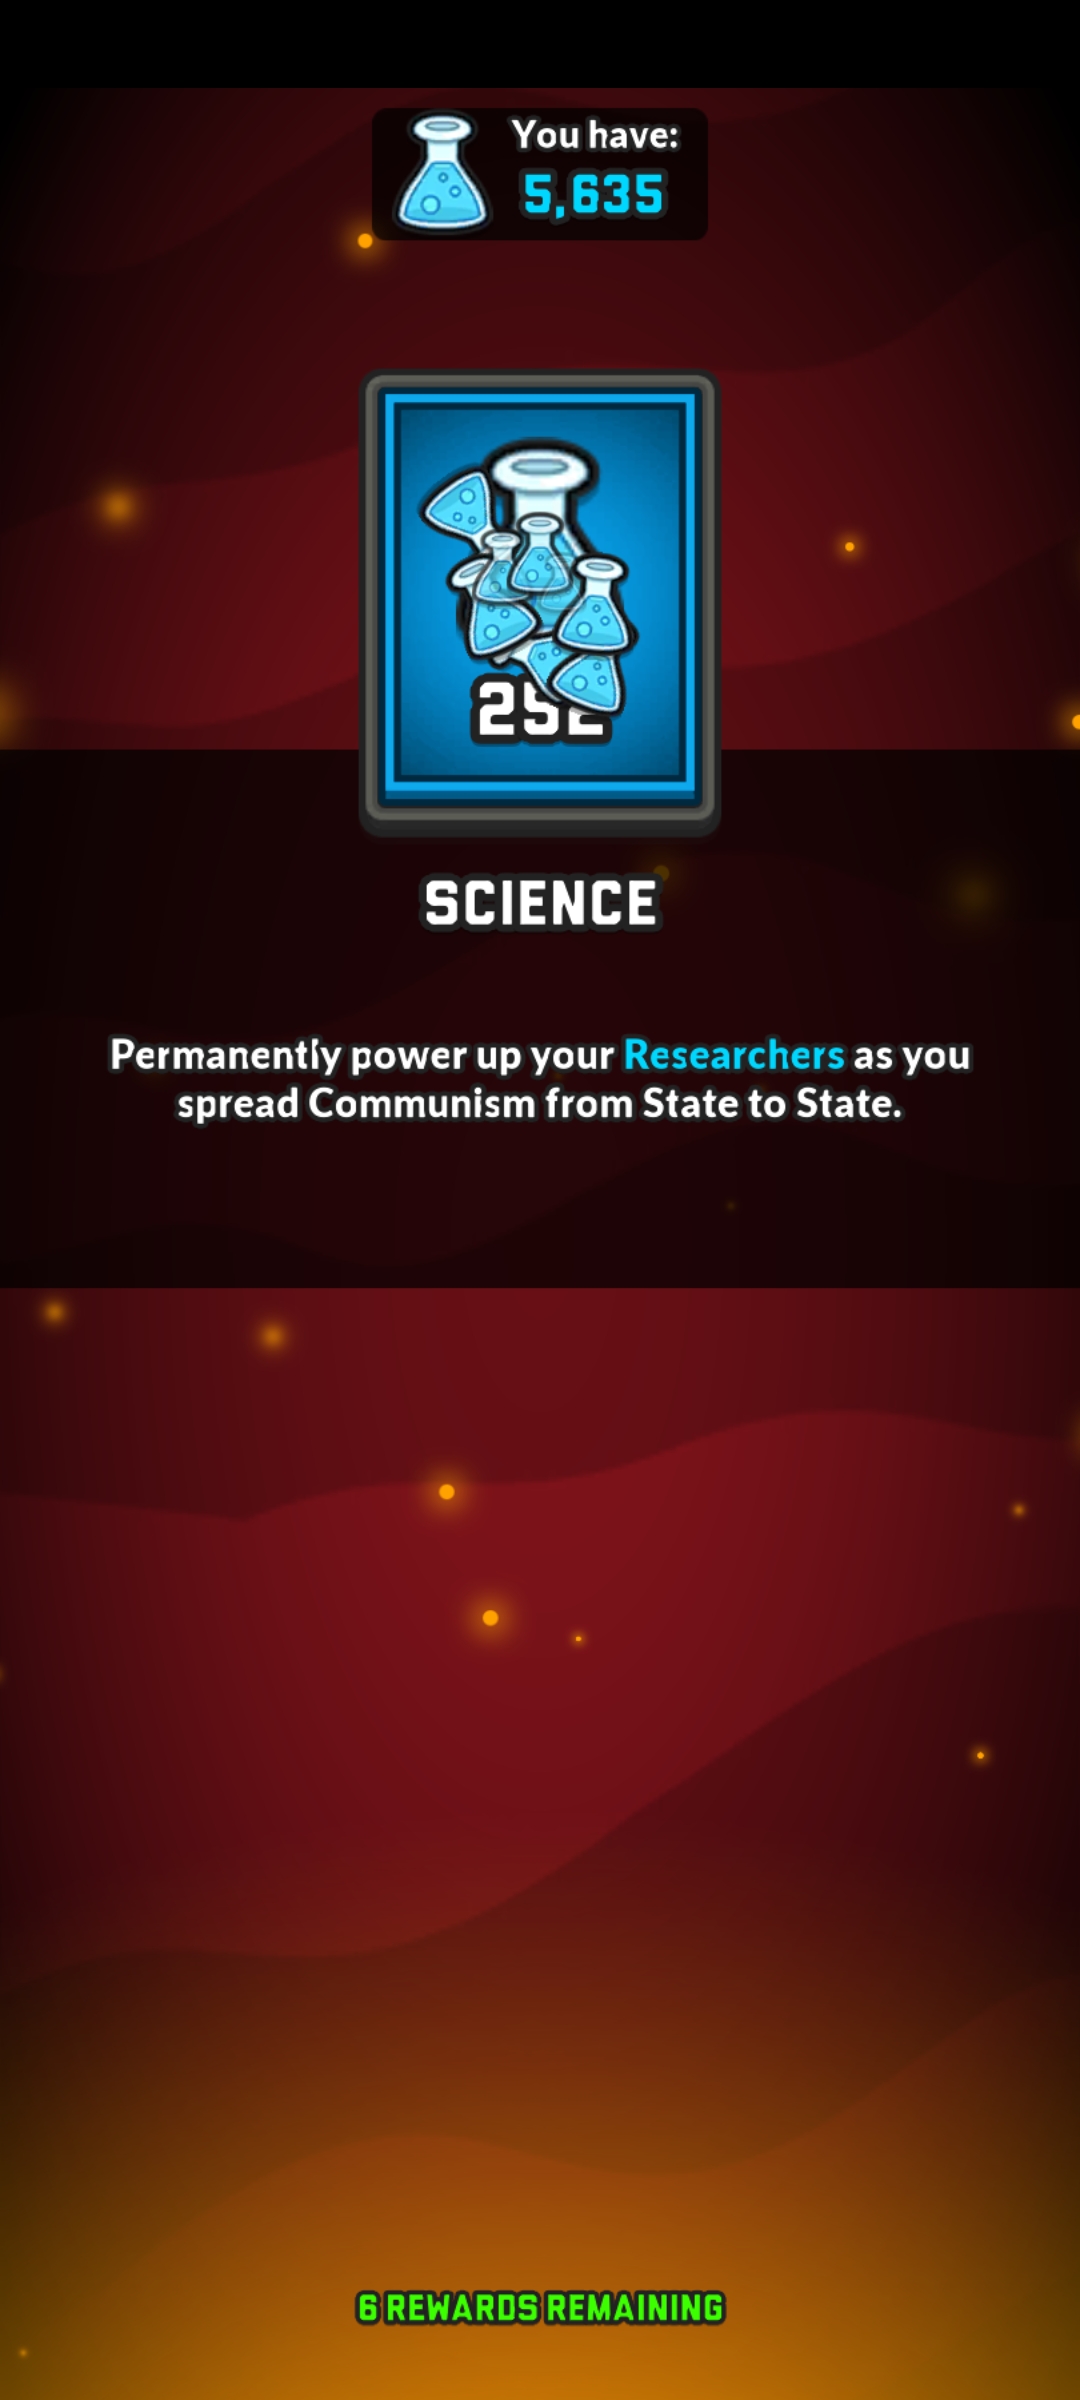 You have:
5,635
252
SCIENCE
Permanently power up your Researchers as you
spread Communism from State to State.
6 REWARDS REMAINING